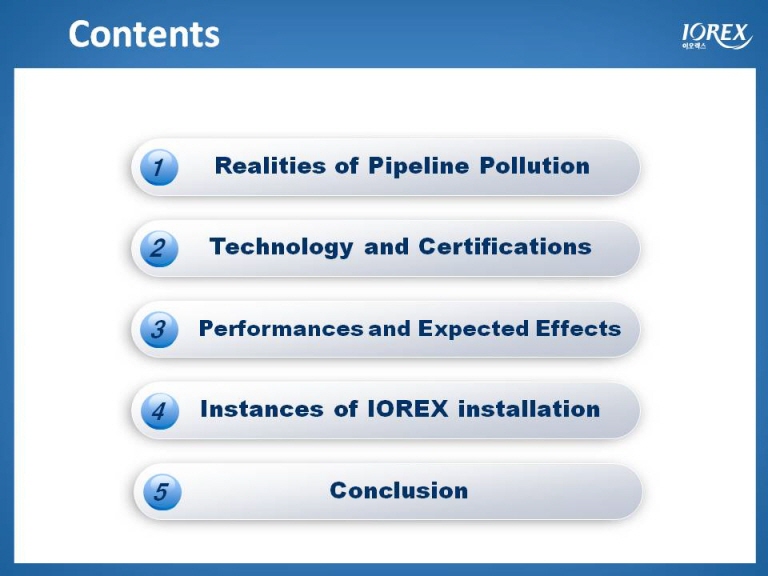 Contents
IOREX
이오렉스
1 Realities of Pipeline Pollution
2 Technology and Certifications
3 Performances and Expected Effects
4 Instances of IOREX installation
5 Conclusion